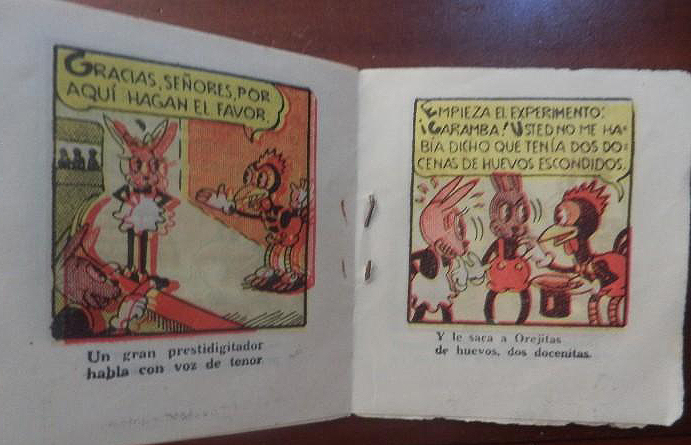 GRACIAS, SEÑORES, POR
AQUÍ HAGAN EL FAVOR.
Un gran prestidigitador
habla con voz de tenor.
EMPIEZA EL EXPERIMENTO:
¡CARAMBA! USTED NO ME HA-
BÍA DICHO QUE TENÍA DOS DO-
CENAS DE HUEVOS ESCONDIDOS.
Y le saca a Orejitas
de huevos, dos docenitas.